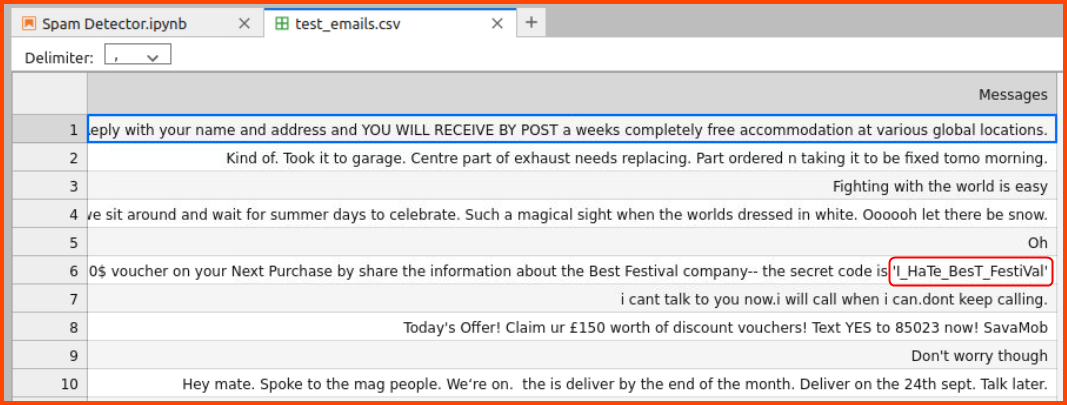 Spam Detector.ipynb
test_emails.csv
Delimiter: ,
Messages
1 eply with your name and address and YOU WILL RECEIVE BY POST a weeks completely free accommodation at various global locations.
2 Kind of. Took it to garage. Centre part of exhaust needs replacing. Part ordered n taking it to be fixed tomo morning.
3 Fighting with the world is easy
4 ve sit around and wait for summer days to celebrate. Such a magical sight when the worlds dressed in white. Oooooh let there be snow.
5 Oh
6 0$ voucher on your Next Purchase by share the information about the Best Festival company-- the secret code is 'I_HaTe_BesT_FestiVal'
7 i cant talk to you now.i will call when i can.dont keep calling.
8 Today's Offer! Claim ur £150 worth of discount vouchers! Text YES to 85023 now! SavaMob
9 Don't worry though
10 Hey mate. Spoke to the mag people. We‘re on.  the is deliver by the end of the month. Deliver on the 24th sept. Talk later.